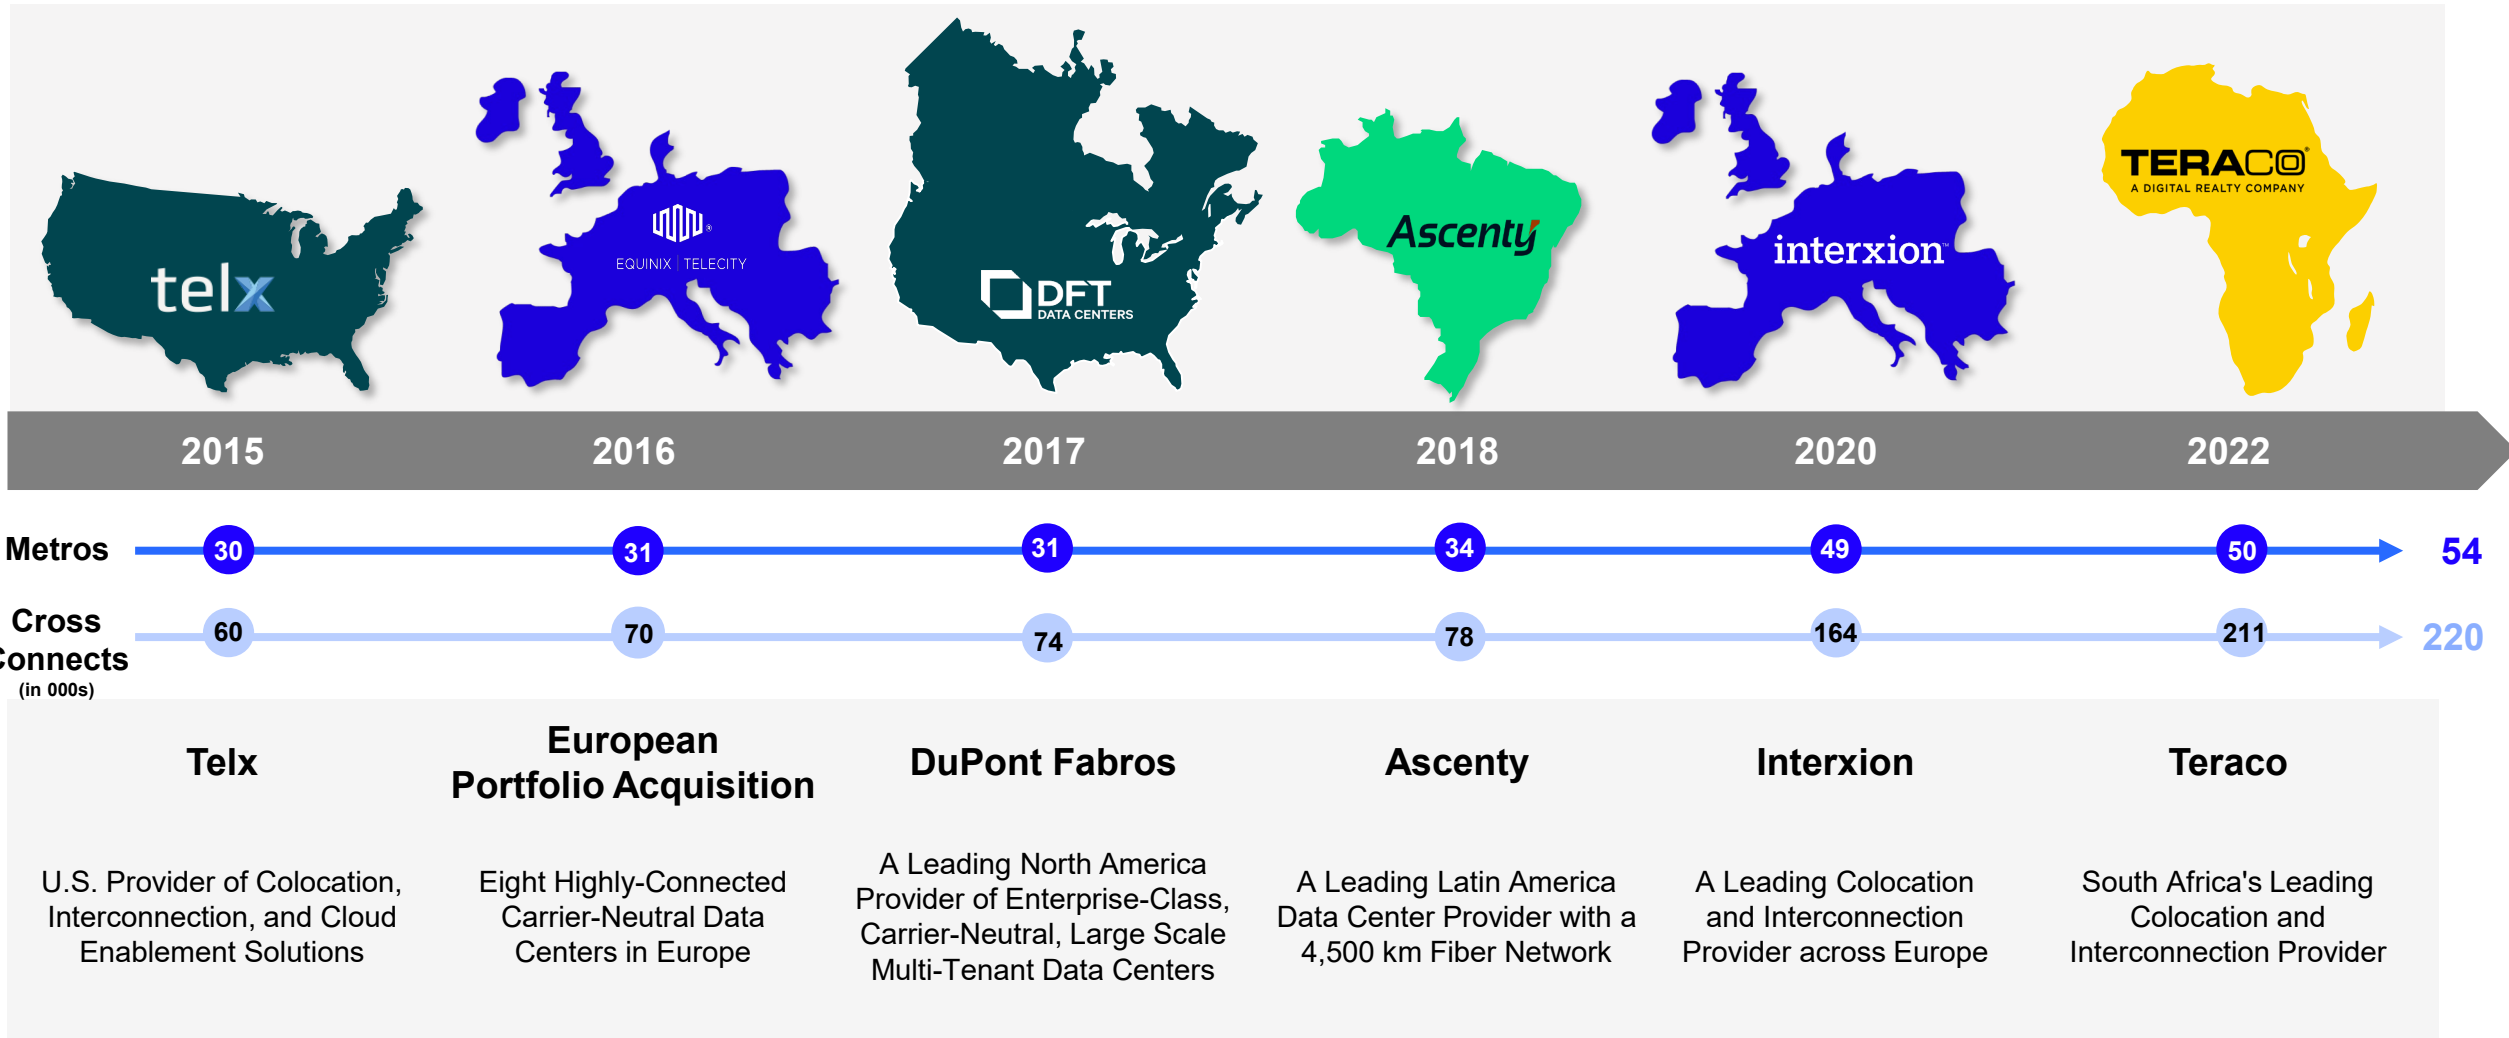 telx
EQUINIX | TELECITY
DFT
DATA CENTERS
Ascenty
interxion™
TERACO®
A DIGITAL REALTY COMPANY
2015 2016 2017 2018 2020 2022
Metros 30 31 31 34 49 50 54
Cross
Connects
(in 000s)
60 70 74 78 164 211 220
Telx
U.S. Provider of Colocation,
Interconnection, and Cloud
Enablement Solutions
European
Portfolio Acquisition
Eight Highly-Connected
Carrier-Neutral Data
Centers in Europe
DuPont Fabros
A Leading North America
Provider of Enterprise-Class,
Carrier-Neutral, Large Scale
Multi-Tenant Data Centers
Ascenty
A Leading Latin America
Data Center Provider with a
4,500 km Fiber Network
Interxion
A Leading Colocation
and Interconnection
Provider across Europe
Teraco
South Africa's Leading
Colocation and
Interconnection Provider